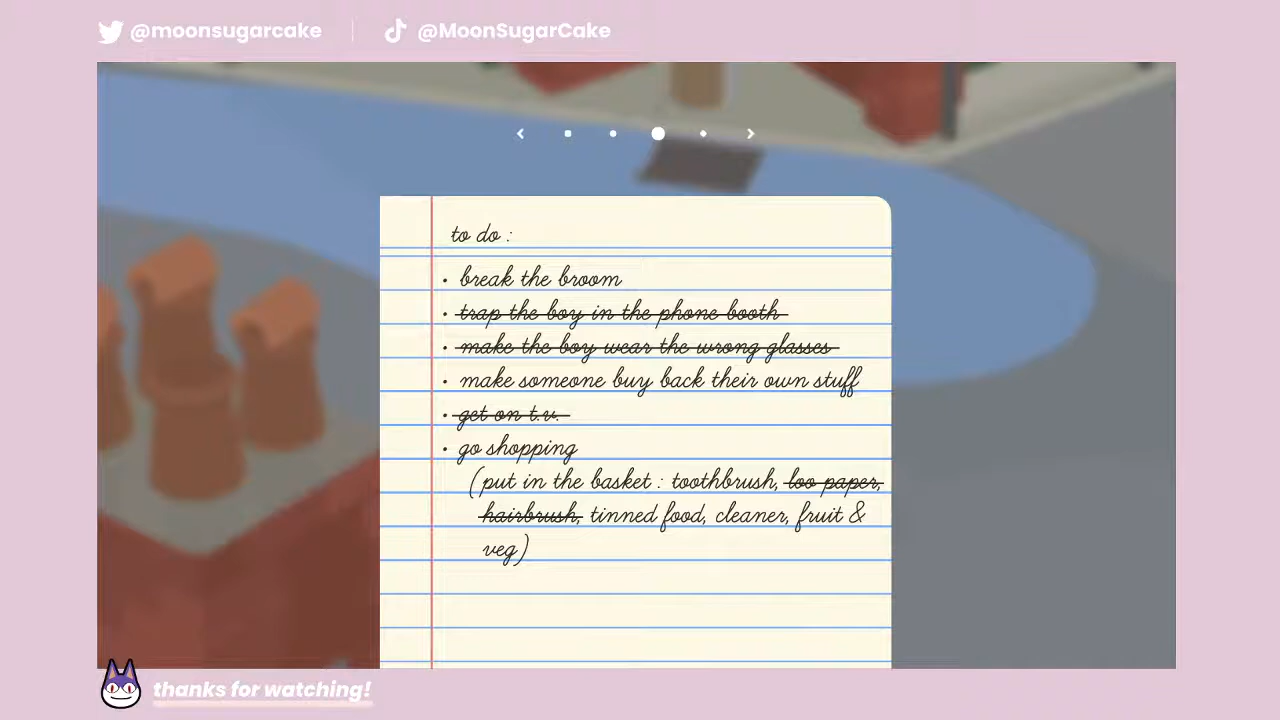 @moonsugarcake @MoonSugarCake
to do :
• break the broom
• trap the boy in the phone booth
• make the boy wear the wrong glasses
• make someone buy back their own stuff
• get on t.v.
• go shopping
(put in the basket : toothbrush, loo paper,
hairbrush, tinned food, cleaner, fruit &
veg)
thanks for watching!